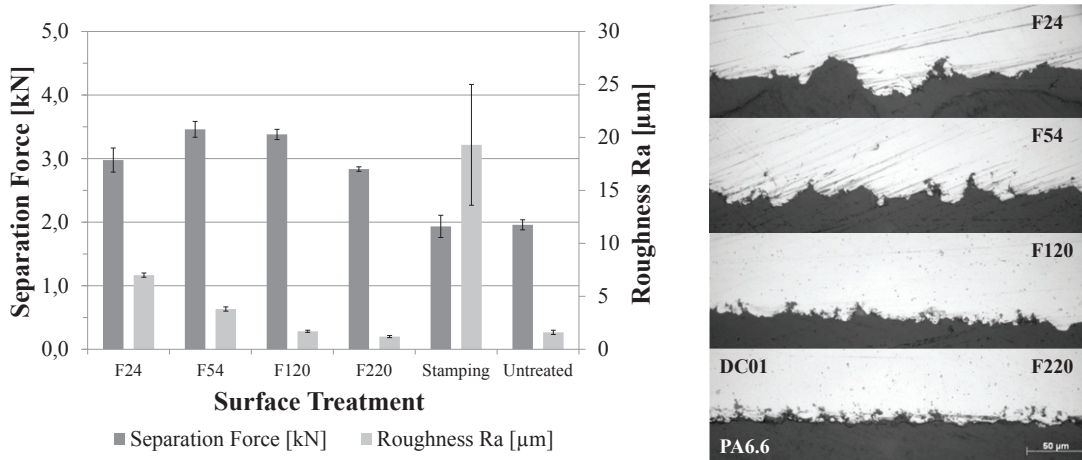 5,0
4,0
3,0
2,0
1,0
0,0
Separation Force [kN]
30
25
20
15
10
5
0
Roughness Ra [µm]
F24 F54 F120 F220 Stamping Untreated
Surface Treatment
Separation Force [kN] Roughness Ra [µm]
F24
F54
F120
DC01 F220
PA6.6
50 µm